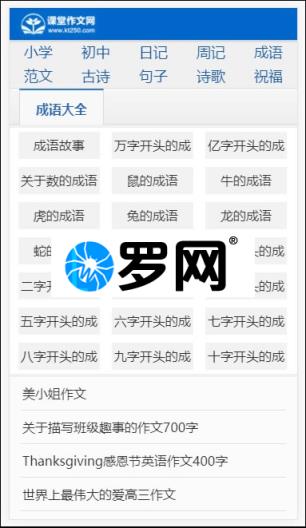 课堂作文网
www.kt250.com
小学 初中 日记 周记 成语
范文 古诗 句子 诗歌 祝福
成语大全
成语故事 万字开头的成 亿字开头的成
关于数的成语 鼠的成语 牛的成语
虎的成语 兔的成语 龙的成语
罗网®
五字开头的成 六字开头的成 七字开头的成
八字开头的成 九字开头的成 十字开头的成
美小姐作文
关于描写班级趣事的作文700字
Thanksgiving感恩节英语作文400字
世界上最伟大的爱高三作文